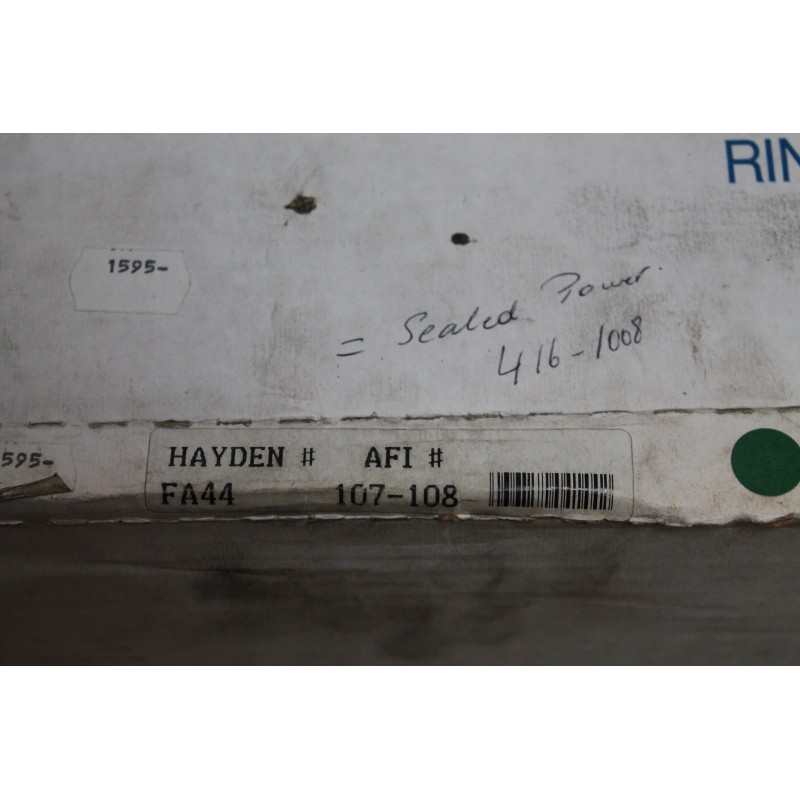 RIN
1595-
= Sealed Power.
416-1008
595-
HAYDEN # AFI #
FA44 107-108